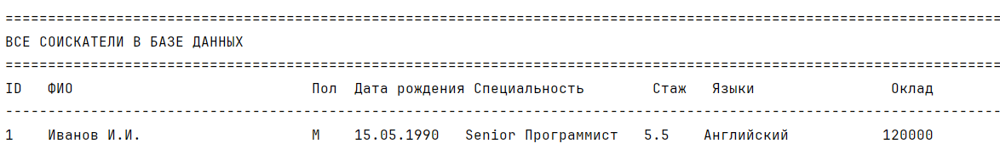 =====================================================================================================================
ВСЕ СОИСКАТЕЛИ В БАЗЕ ДАННЫХ
=====================================================================================================================
ID   ФИО                            Пол  Дата рождения Специальность        Стаж   Языки                Оклад
---------------------------------------------------------------------------------------------------------------------
1    Иванов И.И.                    М    15.05.1990   Senior Программист   5.5    Английский           120000